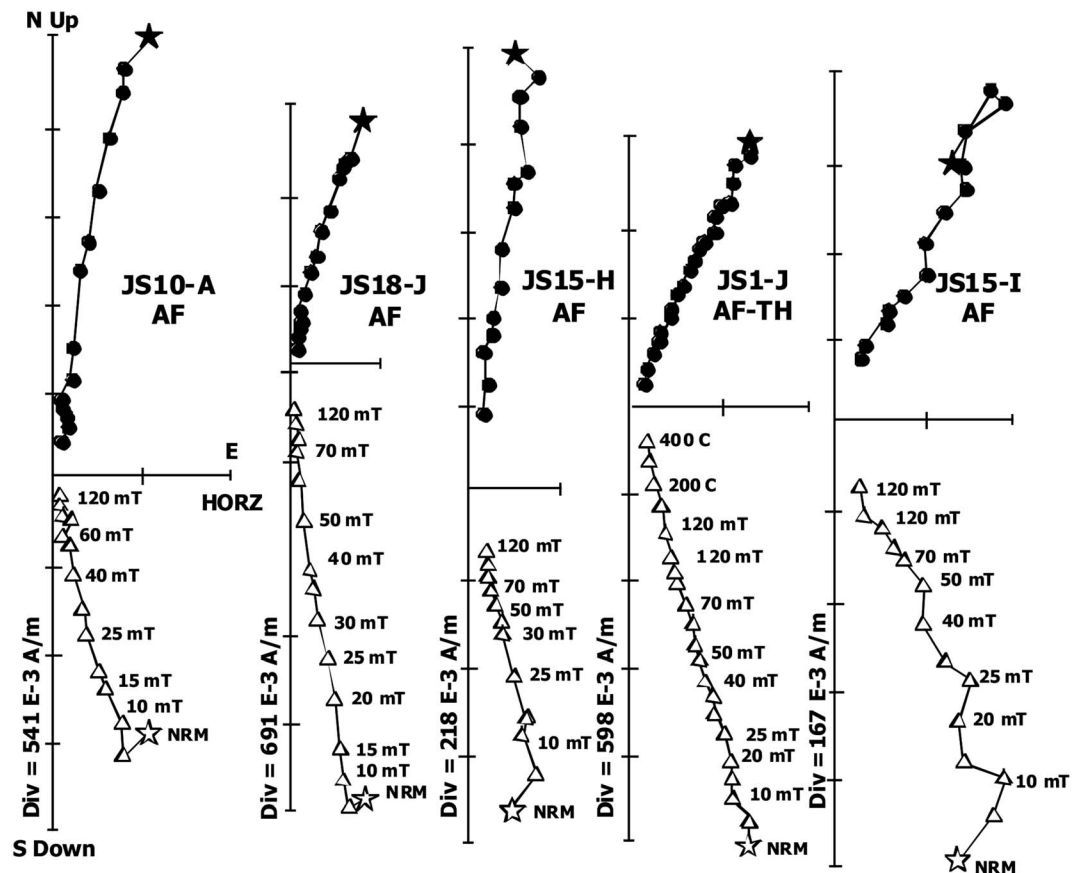 N Up
JS10-A
AF
E
HORZ
120 mT
60 mT
40 mT
25 mT
15 mT
10 mT
NRM
Div = 541 E-3 A/m
S Down
JS18-J
AF
120 mT
70 mT
50 mT
40 mT
30 mT
25 mT
20 mT
15 mT
10 mT
NRM
Div = 691 E-3 A/m
JS15-H
AF
120 mT
70 mT
50 mT
30 mT
25 mT
10 mT
NRM
Div = 218 E-3 A/m
JS1-J
AF-TH
400 C
200 C
120 mT
120 mT
70 mT
50 mT
40 mT
25 mT
20 mT
10 mT
NRM
Div = 598 E-3 A/m
JS15-I
AF
120 mT
120 mT
70 mT
50 mT
40 mT
25 mT
20 mT
10 mT
NRM
Div = 167 E-3 A/m